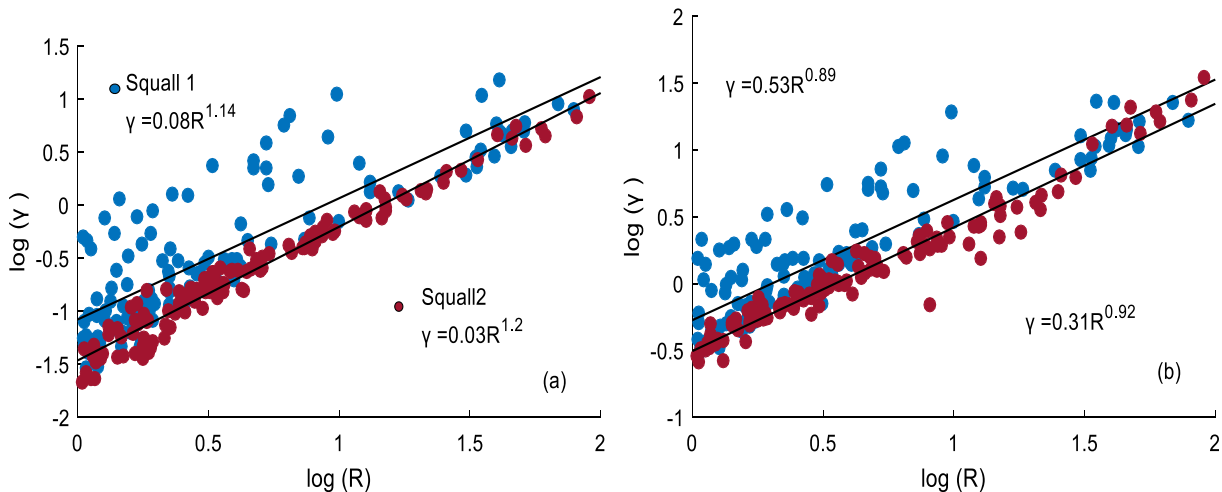 1.5
1
0.5
0
-0.5
-1
-1.5
-2
log (γ )
Squall 1
γ =0.08R^1.14
Squall2
γ =0.03R^1.2
(a)
0 0.5 1 1.5 2
log (R)
2
1.5
1
0.5
0
-0.5
-1
log (γ )
γ =0.53R^0.89
γ =0.31R^0.92
(b)
0 0.5 1 1.5 2
log (R)